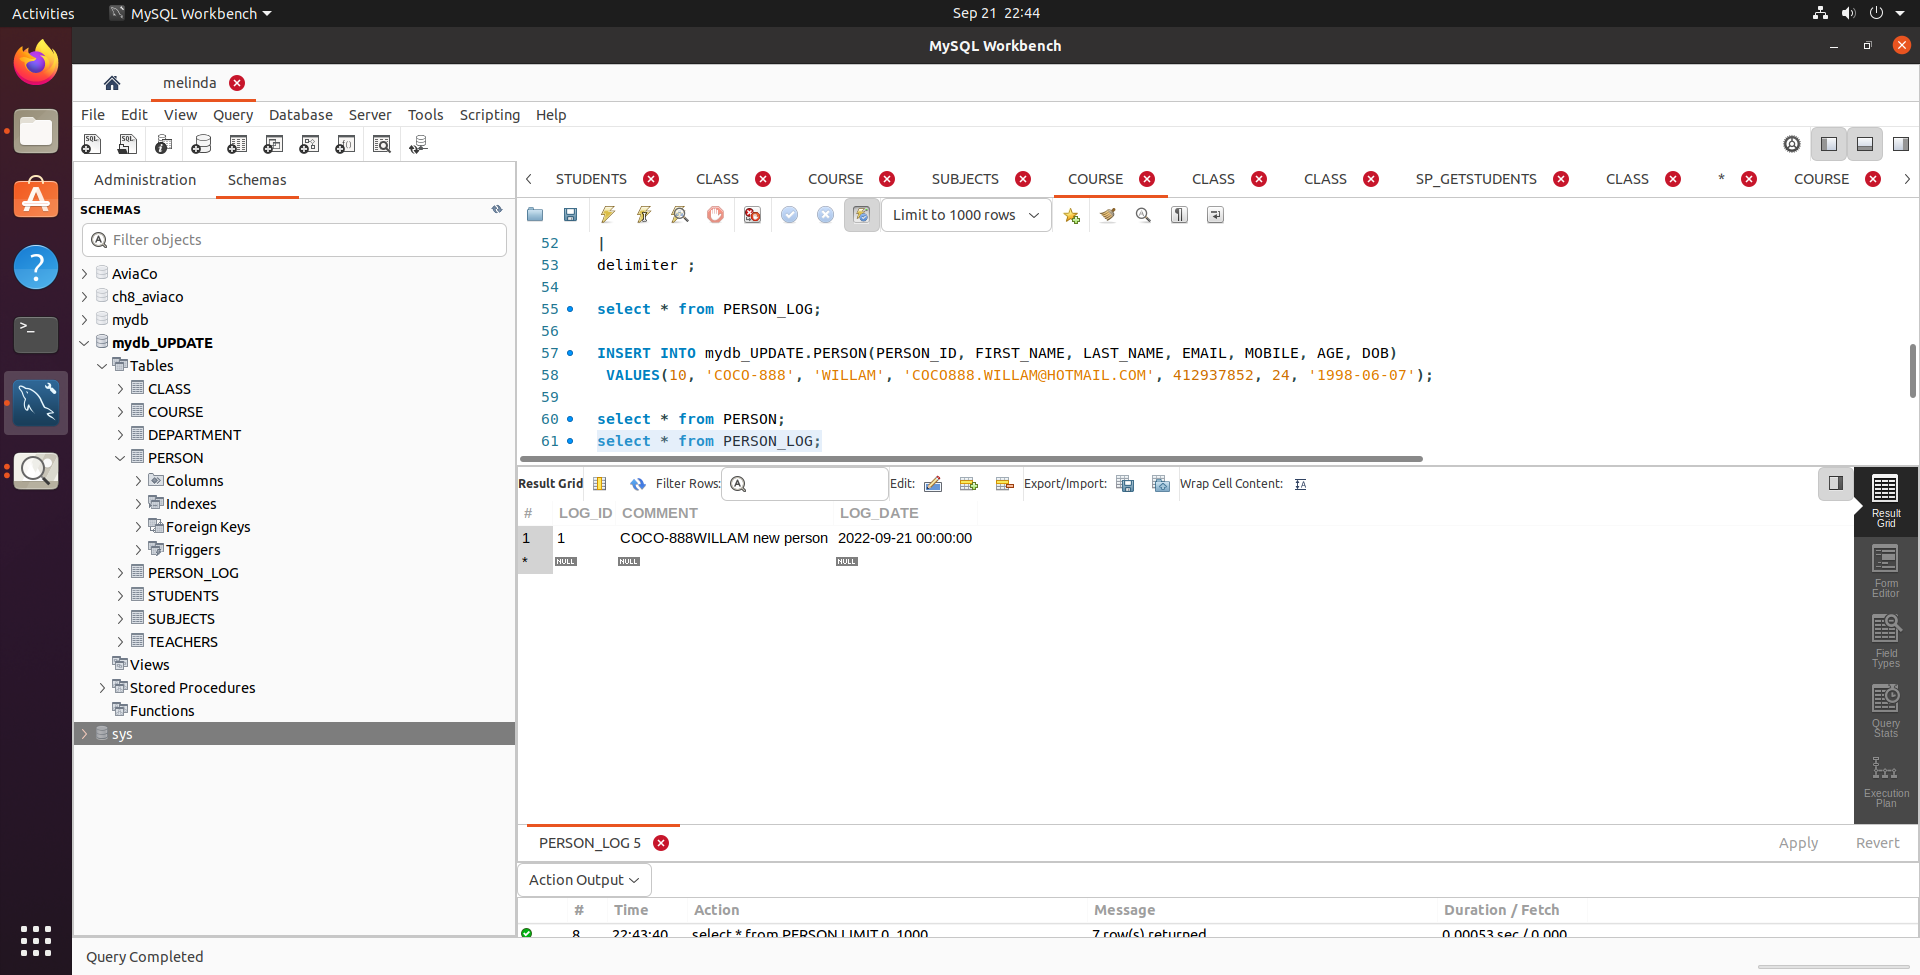 Activities MySQL Workbench Sep 21 22:44
MySQL Workbench
melinda
File Edit View Query Database Server Tools Scripting Help
Administration Schemas
STUDENTS CLASS COURSE SUBJECTS COURSE CLASS CLASS SP_GETSTUDENTS CLASS * COURSE
SCHEMAS
Filter objects
AviaCo
ch8_aviaco
mydb
mydb_UPDATE
Tables
CLASS
COURSE
DEPARTMENT
PERSON
Columns
Indexes
Foreign Keys
Triggers
PERSON_LOG
STUDENTS
SUBJECTS
TEACHERS
Views
Stored Procedures
Functions
sys
Limit to 1000 rows
52 |
53 delimiter ;
54
55 select * from PERSON_LOG;
56
57 INSERT INTO mydb_UPDATE.PERSON(PERSON_ID, FIRST_NAME, LAST_NAME, EMAIL, MOBILE, AGE, DOB)
58 VALUES(10, 'COCO-888', 'WILLAM', 'COCO888.WILLAM@HOTMAIL.COM', 412937852, 24, '1998-06-07');
59
60 select * from PERSON;
61 select * from PERSON_LOG;
Result Grid Filter Rows: Edit: Export/Import: Wrap Cell Content:
# LOG_ID COMMENT LOG_DATE
1 1 COCO-888WILLAM new person 2022-09-21 00:00:00
* NULL NULL NULL
Result
Grid
Form
Editor
Field
Types
Query
Stats
Execution
Plan
PERSON_LOG 5 Apply Revert
Action Output
# Time Action Message Duration / Fetch
8 22:43:40 select * from PERSON LIMIT 0, 1000 7 row(s) returned 0.00053 sec / 0.000
Query Completed